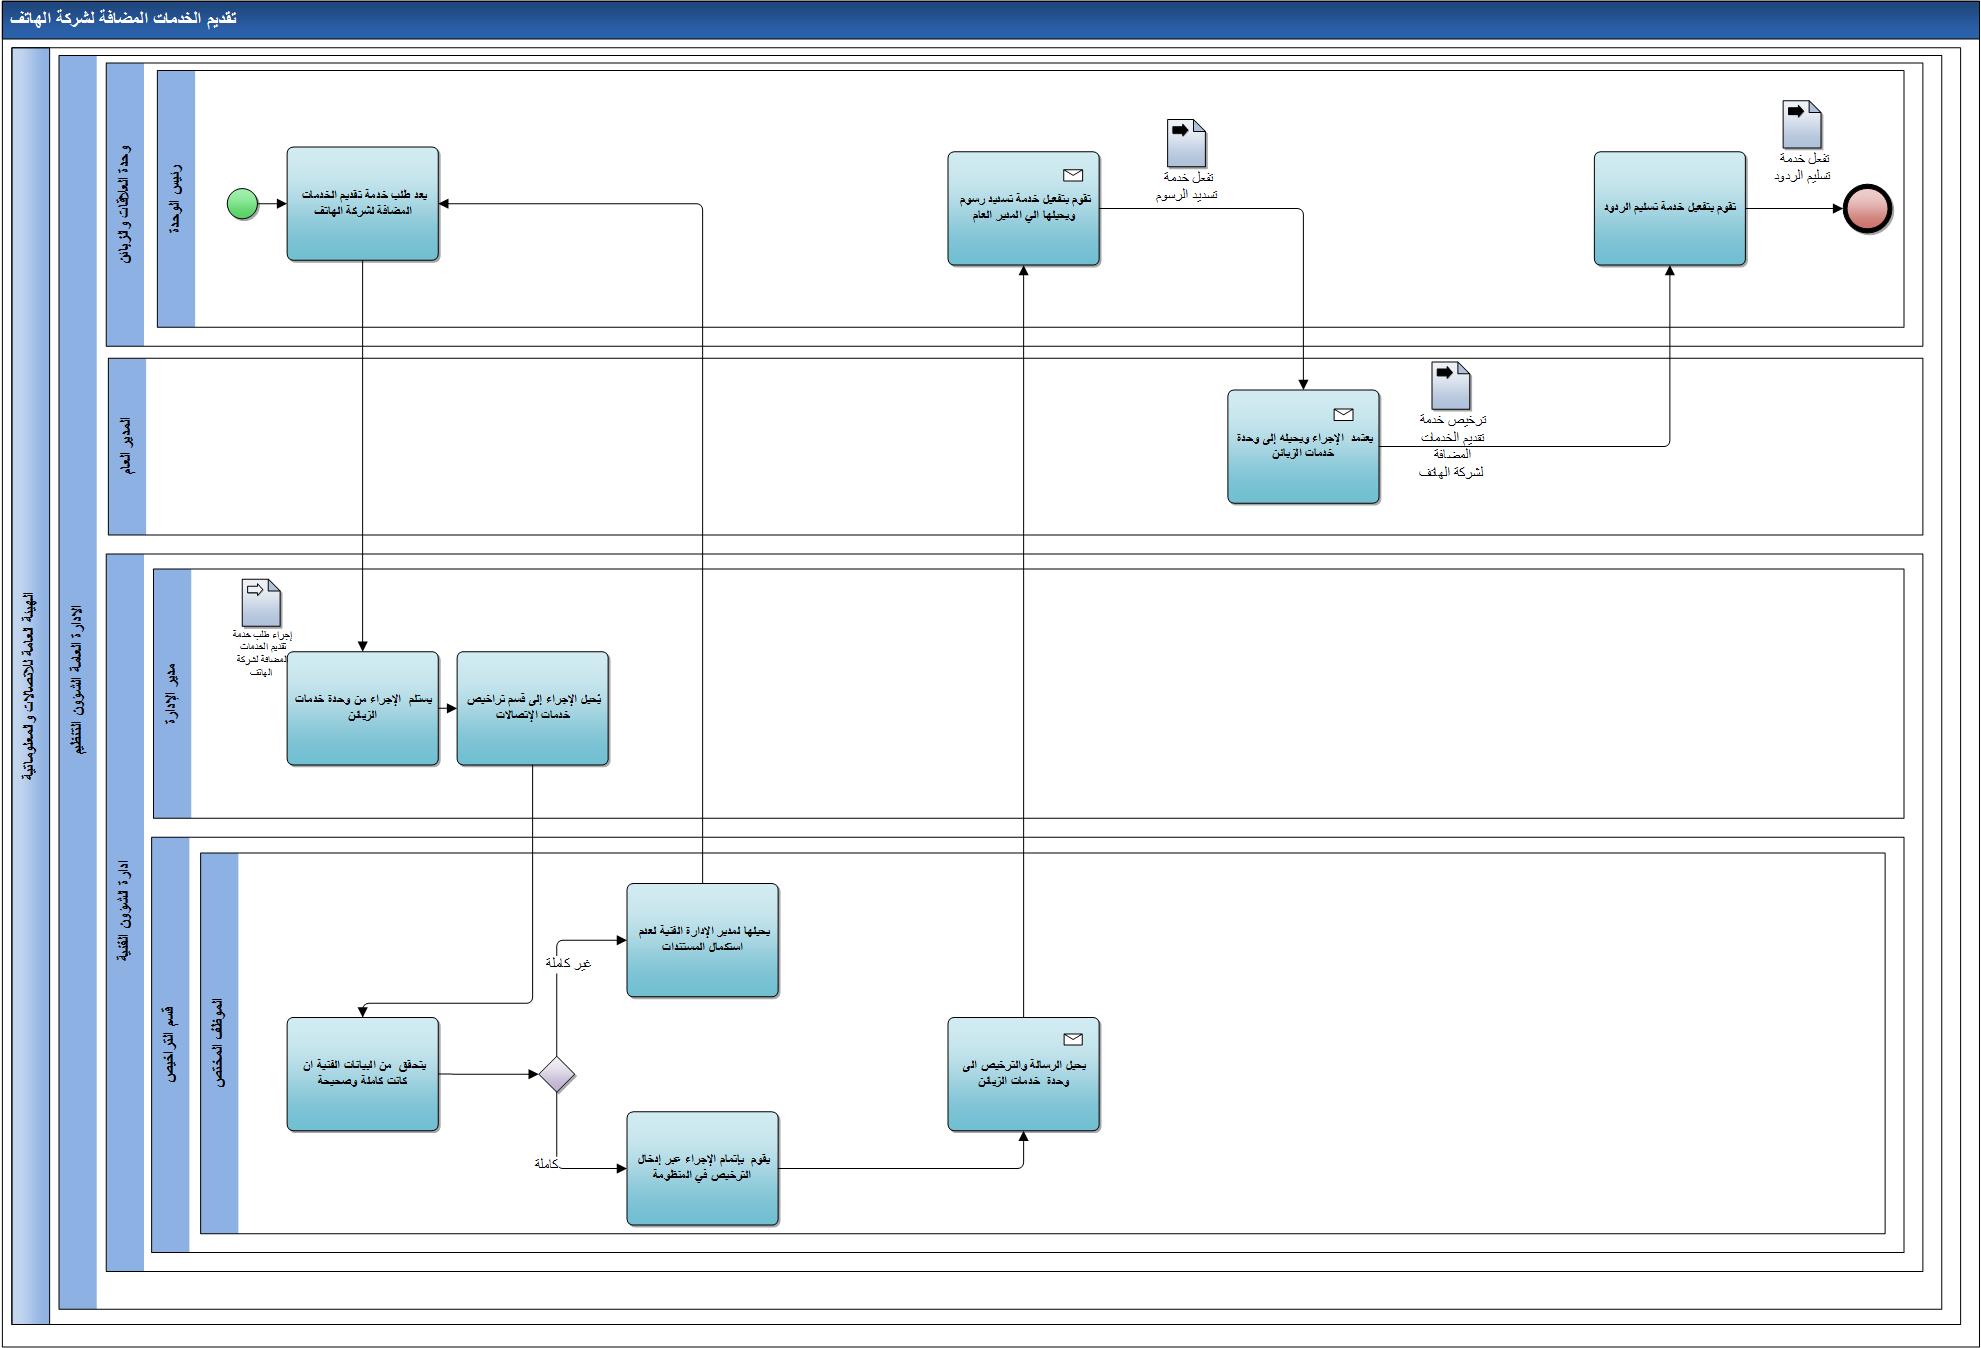 تقديم الخدمات المضافة لشركة الهاتف
الهيئة العامة للاتصالات والمعلوماتية
الادارة العامة الشؤون التنظيم
وحدة العلاقات والزبائن
رئيس الوحدة
يعد طلب خدمة تقديم الخدمات
المضافة لشركة الهاتف
تقوم بتفعيل خدمة تسديد رسوم
ويحيلها الي المدير العام
تفعل خدمة
تسديد الرسوم
تقوم بتفعيل خدمة تسليم الردود
تفعل خدمة
تسليم الردود
المدير العام
يعتمد الإجراء ويحيله إلى وحدة
خدمات الزبائن
ترخيص خدمة
تقديم الخدمات
المضافة
لشركة الهاتف
ادارة الشؤون الفنية
مدير الإدارة
إجراء طلب خدمة
تقديم الخدمات
المضافة لشركة
الهاتف
يستلم الإجراء من وحدة خدمات
الزبائن
يُحيل الإجراء إلى قسم تراخيص
خدمات الإتصالات
قسم التراخيص
الموظف المختص
يحيلها لمدير الإدارة الفنية لعدم
استكمال المستندات
غير كاملة
يتحقق من البيانات الفنية ان
كانت كاملة وصحيحة
كاملة
يقوم بإتمام الإجراء عبر إدخال
الترخيص في المنظومة
يحيل الرسالة والترخيص الى
وحدة خدمات الزبائن